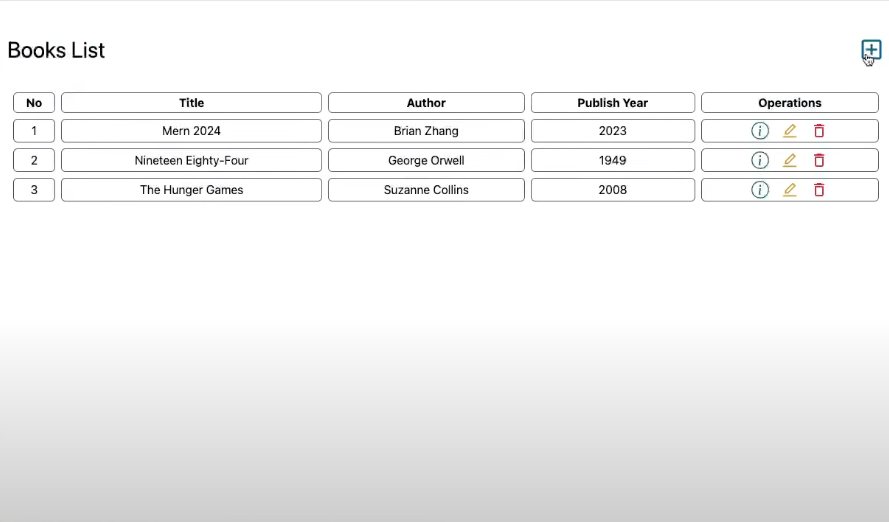 Books List
No Title Author Publish Year Operations
1 Mern 2024 Brian Zhang 2023
2 Nineteen Eighty-Four George Orwell 1949
3 The Hunger Games Suzanne Collins 2008